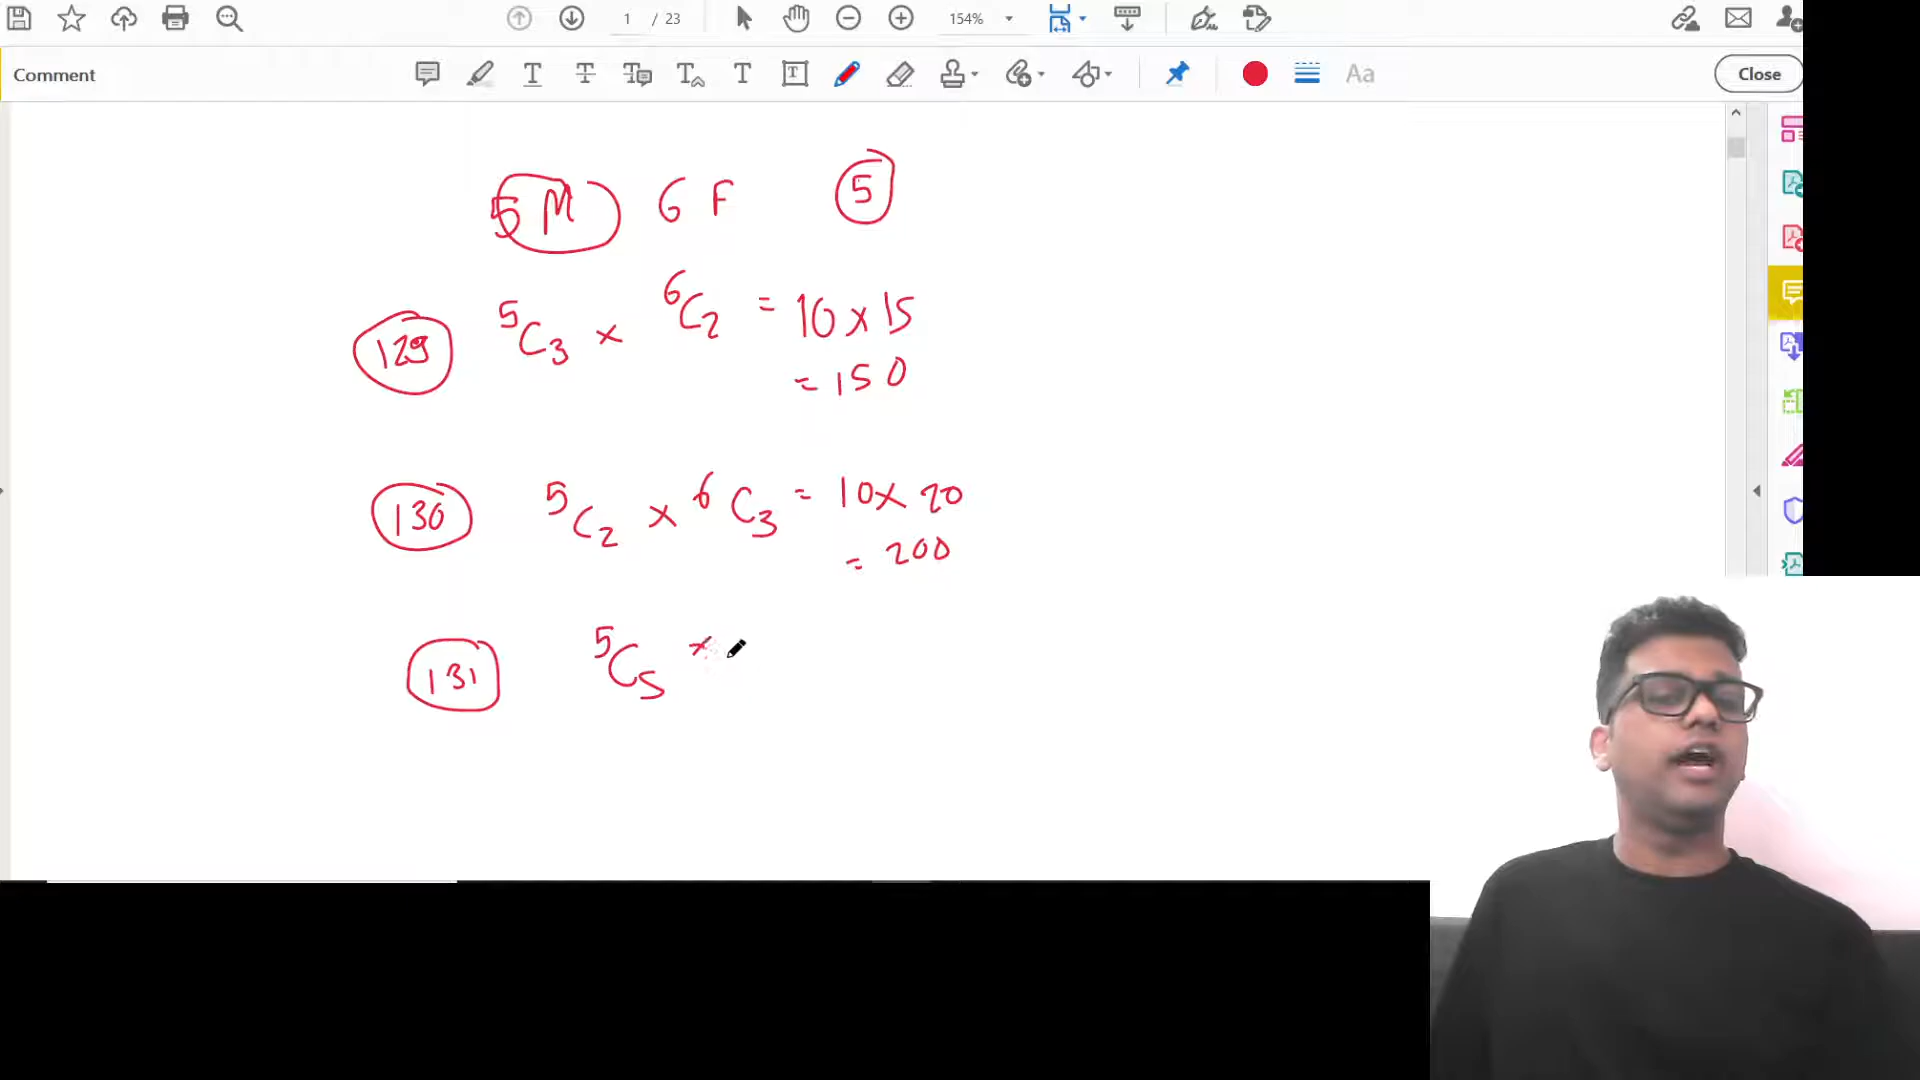 1 / 23
154%
Comment
T T T T T T
Aa
Close
5 M 6 F 5
129 ⁵C₃ × ⁶C₂ = 10 × 15
= 150
130 ⁵C₂ × ⁶C₃ = 10 × 20
= 200
131 ⁵C₅ ×